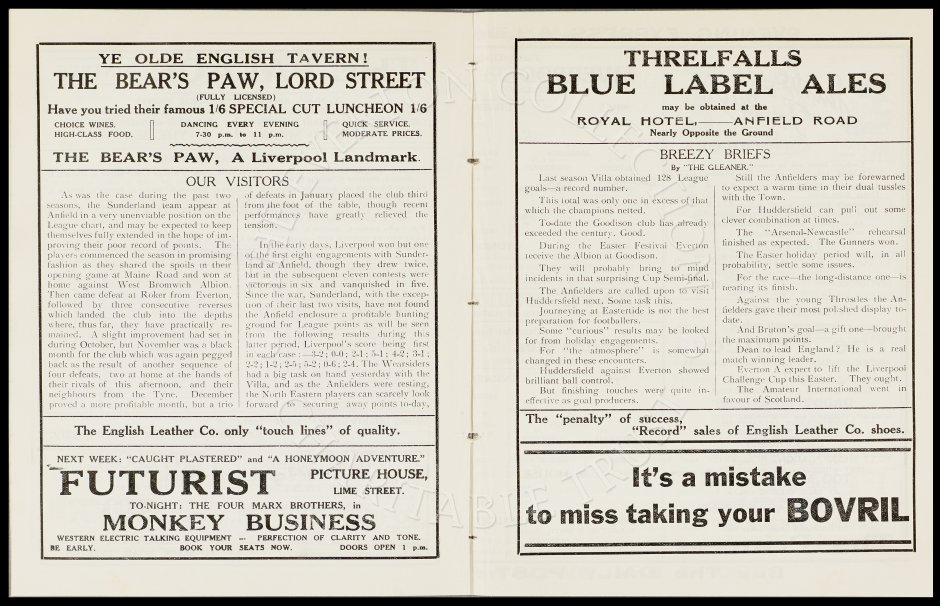 YE OLDE ENGLISH TAVERN!
THE BEAR'S PAW, LORD STREET
(FULLY LICENSED)
Have you tried their famous 1/6 SPECIAL CUT LUNCHEON 1/6
CHOICE WINES.
HIGH-CLASS FOOD.
DANCING EVERY EVENING
7-30 p.m. to 11 p.m.
QUICK SERVICE.
MODERATE PRICES.
THE BEAR'S PAW, A Liverpool Landmark.
OUR VISITORS
As was the case during the past two
seasons, the Sunderland team appear at
Anfield in a very unenviable position on the
League chart, and may be expected to keep
themselves fully extended in the hope of im-
proving their poor record of points. The
players commenced the season in promising
fashion as they shared the spoils in their
opening game at Maine Road and won at
home against West Bromwich Albion.
Then came defeat at Roker from Everton,
followed by three consecutive reverses
which landed the club into the depths
where, thus far, they have practically re-
mained. A slight improvement had set in
during October, but November was a black
month for the club which was again pegged
back as the result of another sequence of
four defeats, two at home at the hands of
their rivals of this afternoon, and their
neighbours from the Tyne. December
proved a more profitable month, but a trio
of defeats in January placed the club third
from the foot of the table, though recent
performances have greatly relieved the
tension.
In the early days, Liverpool won but one
of the first eight engagements with Sunder-
land at Anfield, though they drew twice,
but in the subsequent eleven contests were
victorious in six and vanquished in five.
Since the war, Sunderland, with the excep-
tion of their last two visits, have found
the Anfield enclosure a profitable hunting
ground for League points as will be seen
from the following results during this
latter period, Liverpool's score being first
in each case :—3-2; 0-0; 2-1; 5-1; 4-2; 3-1;
2-2; 1-2; 2-5; 5-2; 0-6; 2-4. The Wearsiders
had a big task on hand yesterday with the
Villa, and as the Anfielders were resting,
the North Eastern players can scarcely look
forward to securing away points to-day.
The English Leather Co. only "touch lines" of quality.
NEXT WEEK: "CAUGHT PLASTERED" and "A HONEYMOON ADVENTURE."
FUTURIST PICTURE HOUSE,
LIME STREET.
TO-NIGHT: THE FOUR MARX BROTHERS, in
MONKEY BUSINESS
WESTERN ELECTRIC TALKING EQUIPMENT — PERFECTION OF CLARITY AND TONE.
BE EARLY. BOOK YOUR SEATS NOW. DOORS OPEN 1 p.m.
THRELFALLS
BLUE LABEL ALES
may be obtained at the
ROYAL HOTEL,——ANFIELD ROAD
Nearly Opposite the Ground
BREEZY BRIEFS
By "THE GLEANER."
Last season Villa obtained 128 League
goals—a record number.
This total was only one in excess of that
which the champions netted.
To-date the Goodison club has already
exceeded the century. Good.
During the Easter Festival Everton
receive the Albion at Goodison.
They will probably bring to mind
incidents in that surprising Cup Semi-final.
The Anfielders are called upon to visit
Huddersfield next. Some task this.
Journeying at Eastertide is not the best
preparation for footballers.
Some "curious" results may be looked
for from holiday engagements.
For "the atmosphere" is somewhat
changed in these encounters.
Huddersfield against Everton showed
brilliant ball control.
But finishing touches were quite in-
effective as goal producers.
Still the Anfielders may be forewarned
to expect a warm time in their dual tussles
with the Town.
For Huddersfield can pull out some
clever combination at times.
The "Arsenal-Newcastle" rehearsal
finished as expected. The Gunners won.
The Easter holiday period will, in all
probability, settle some issues.
For the race—the long-distance one—is
nearing its finish.
Against the young Throstles the An-
fielders gave their most polished display to-
date.
And Bruton's goal—a gift one—brought
the maximum points.
Dean to lead England? He is a real
match winning leader.
Everton A expect to lift the Liverpool
Challenge Cup this Easter. They ought.
The Amateur International went in
favour of Scotland.
The "penalty" of success,
"Record" sales of English Leather Co. shoes.
It's a mistake
to miss taking your BOVRIL